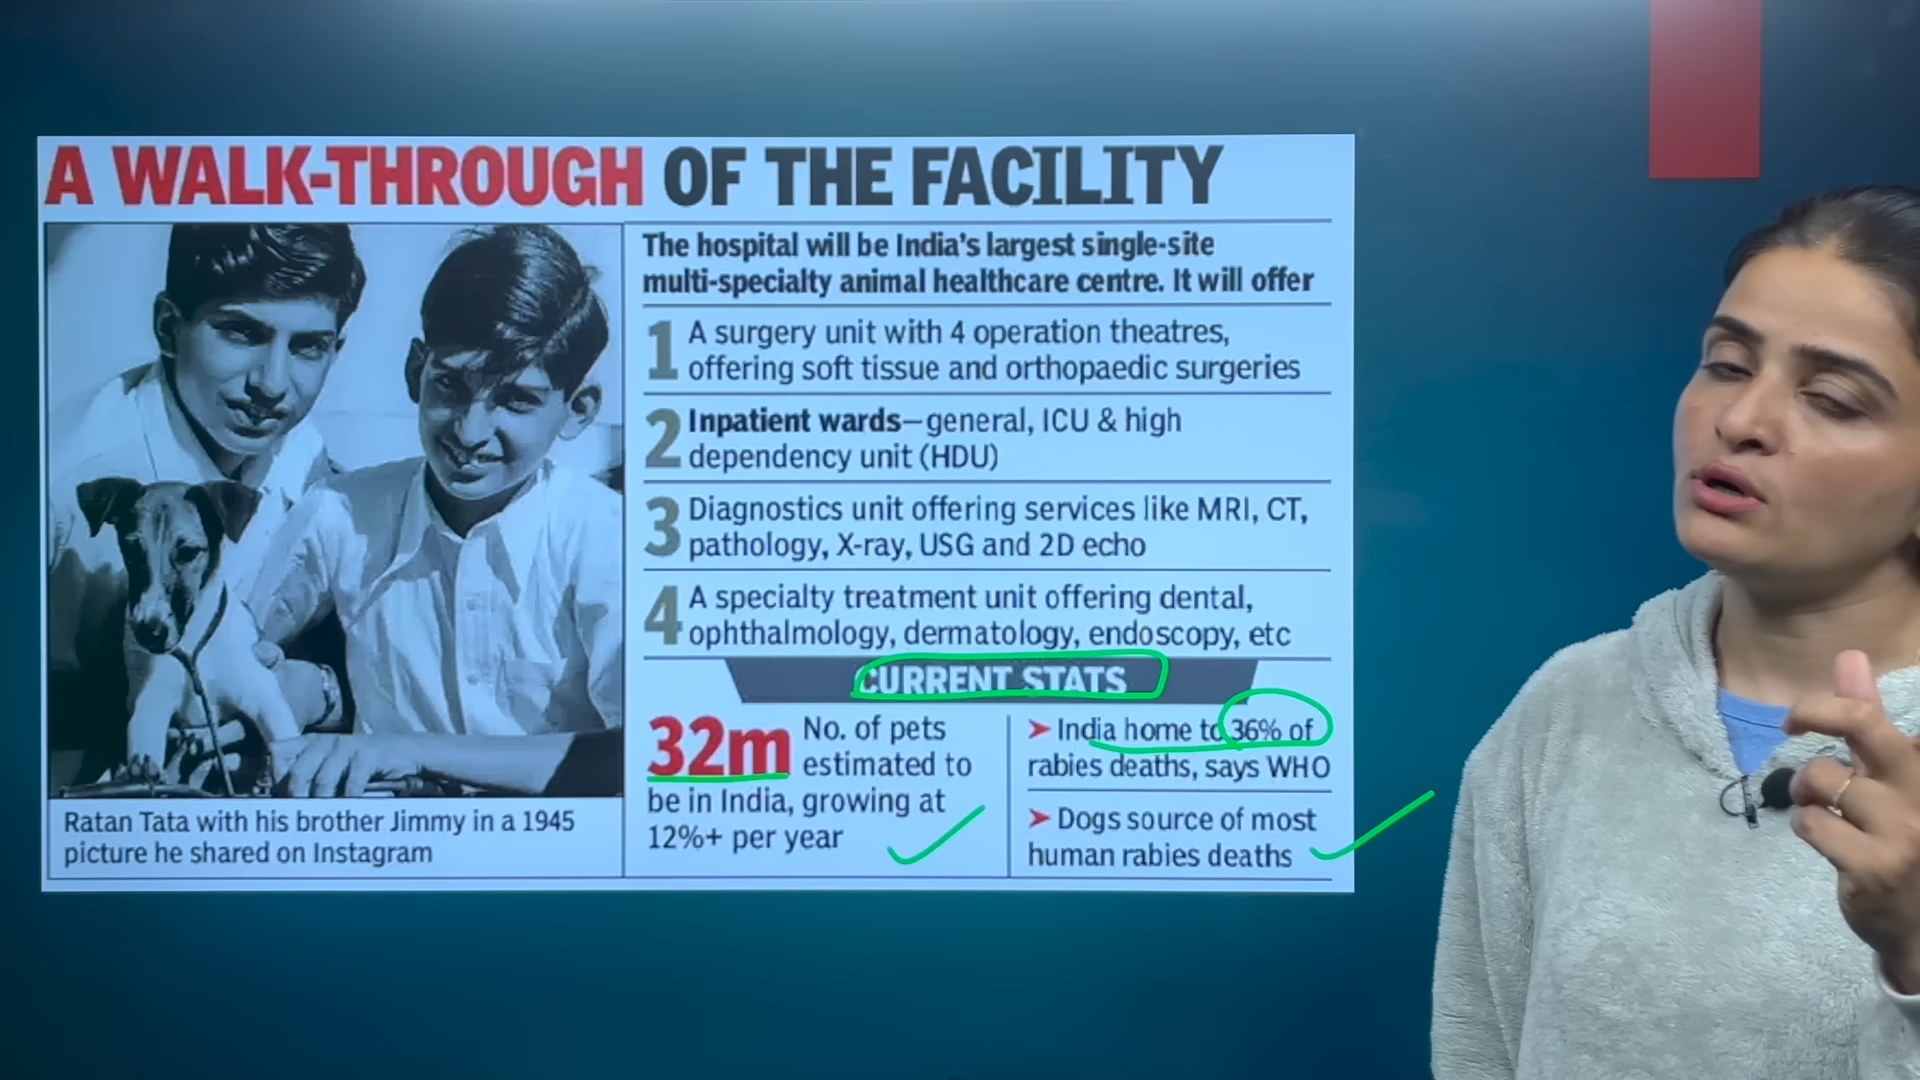 A WALK-THROUGH OF THE FACILITY
The hospital will be India's largest single-site
multi-specialty animal healthcare centre. It will offer
1 A surgery unit with 4 operation theatres,
offering soft tissue and orthopaedic surgeries
2 Inpatient wards—general, ICU & high
dependency unit (HDU)
3 Diagnostics unit offering services like MRI, CT,
pathology, X-ray, USG and 2D echo
4 A specialty treatment unit offering dental,
ophthalmology, dermatology, endoscopy, etc
Ratan Tata with his brother Jimmy in a 1945
picture he shared on Instagram
CURRENT STATS
32m No. of pets
estimated to
be in India, growing at
12%+ per year
➤ India home to 36% of
rabies deaths, says WHO
➤ Dogs source of most
human rabies deaths